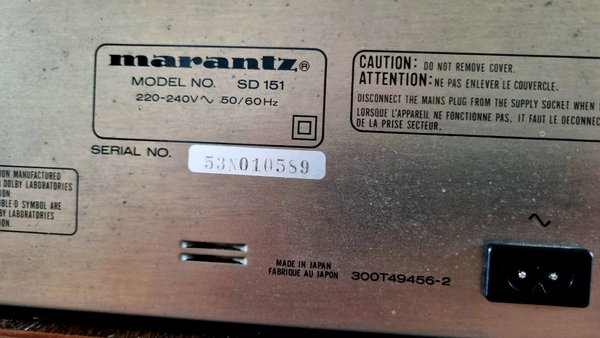 marantz®
MODEL NO. SD 151
220-240V~ 50/60Hz
SERIAL NO. 53N010589
CAUTION: DO NOT REMOVE COVER.
ATTENTION: NE PAS ENLEVER LE COUVERCLE.
DISCONNECT THE MAINS PLUG FROM THE SUPPLY SOCKET WHEN
LORSQUE L'APPAREIL NE FONCTIONNE PAS, IL FAUT LE DECONNEC
DE LA PRISE SECTEUR.
ION MANUFACTURED
DOLBY LABORATORIES
ION.
BLE-D SYMBOL ARE
BY LABORATORIES
ION.
~
MADE IN JAPAN
FABRIQUE AU JAPON
300T49456-2